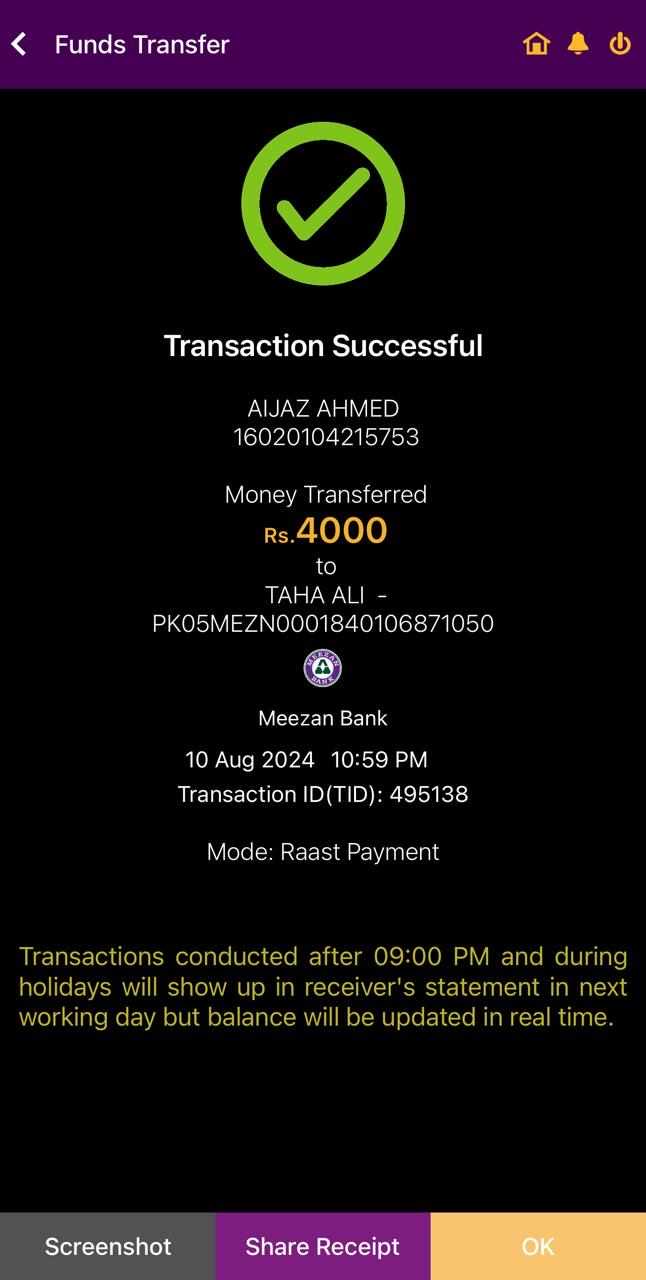 Funds Transfer
Transaction Successful
AIJAZ AHMED
16020104215753
Money Transferred
Rs.4000
to
TAHA ALI -
PK05MEZN0001840106871050
MEEZAN
BANK
Meezan Bank
10 Aug 2024 10:59 PM
Transaction ID(TID): 495138
Mode: Raast Payment
Transactions conducted after 09:00 PM and during
holidays will show up in receiver's statement in next
working day but balance will be updated in real time.
Screenshot Share Receipt OK